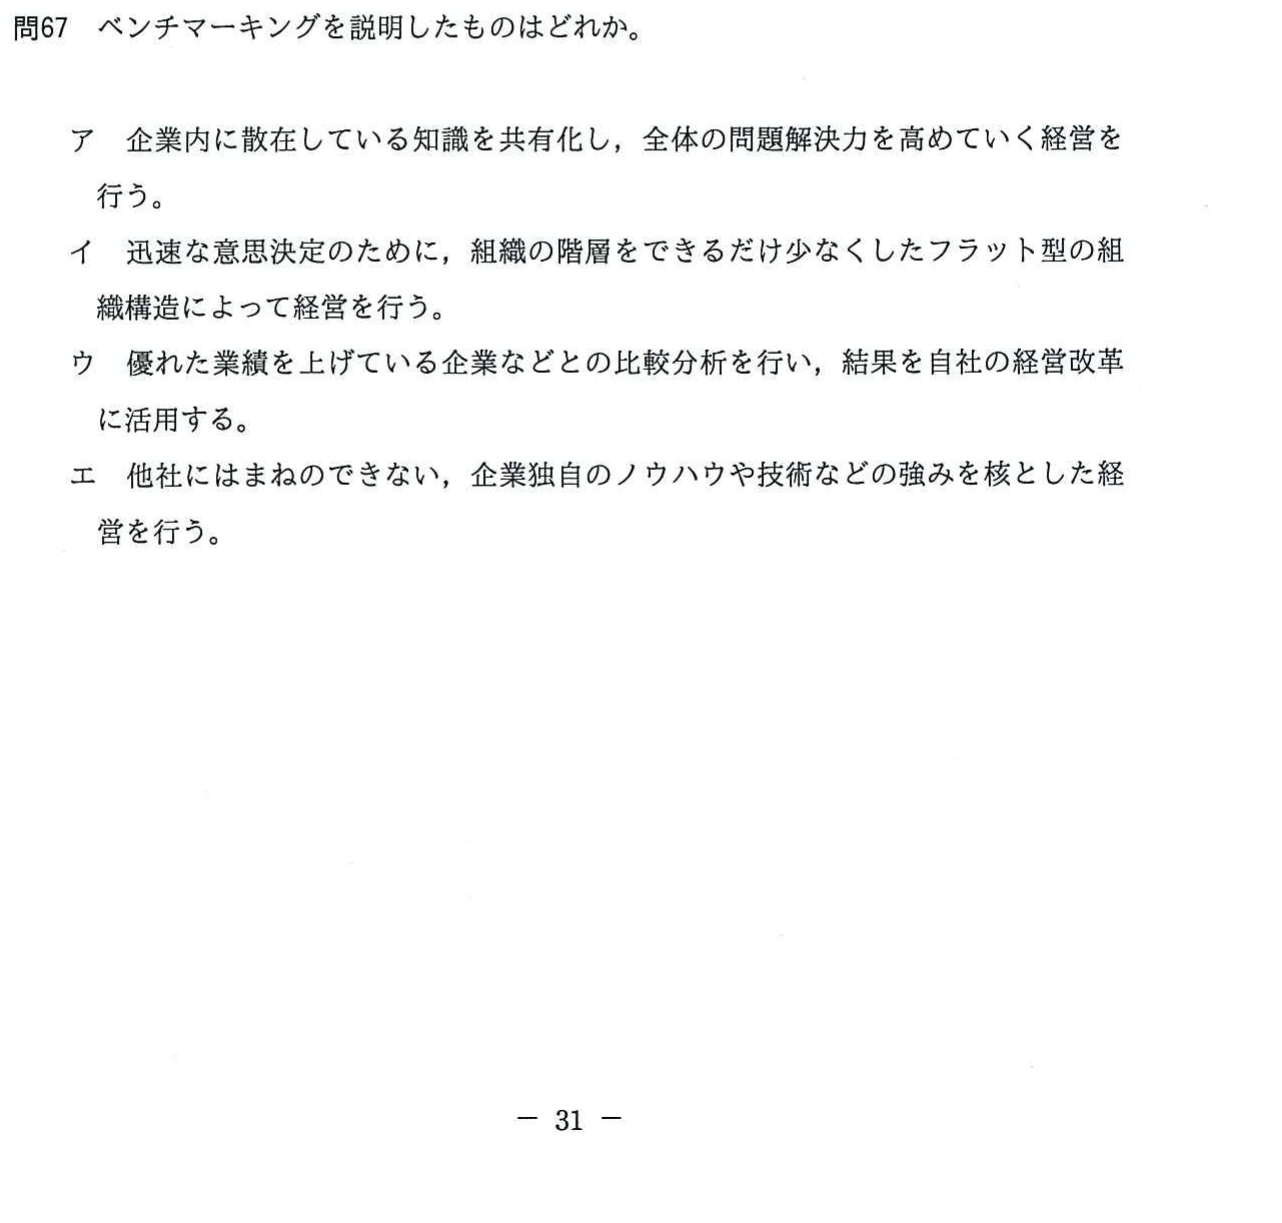 問67　ベンチマーキングを説明したものはどれか。
ア　企業内に散在している知識を共有化し，全体の問題解決力を高めていく経営を
行う。
イ　迅速な意思決定のために，組織の階層をできるだけ少なくしたフラット型の組
織構造によって経営を行う。
ウ　優れた業績を上げている企業などとの比較分析を行い，結果を自社の経営改革
に活用する。
エ　他社にはまねのできない，企業独自のノウハウや技術などの強みを核とした経
営を行う。
－ 31 －